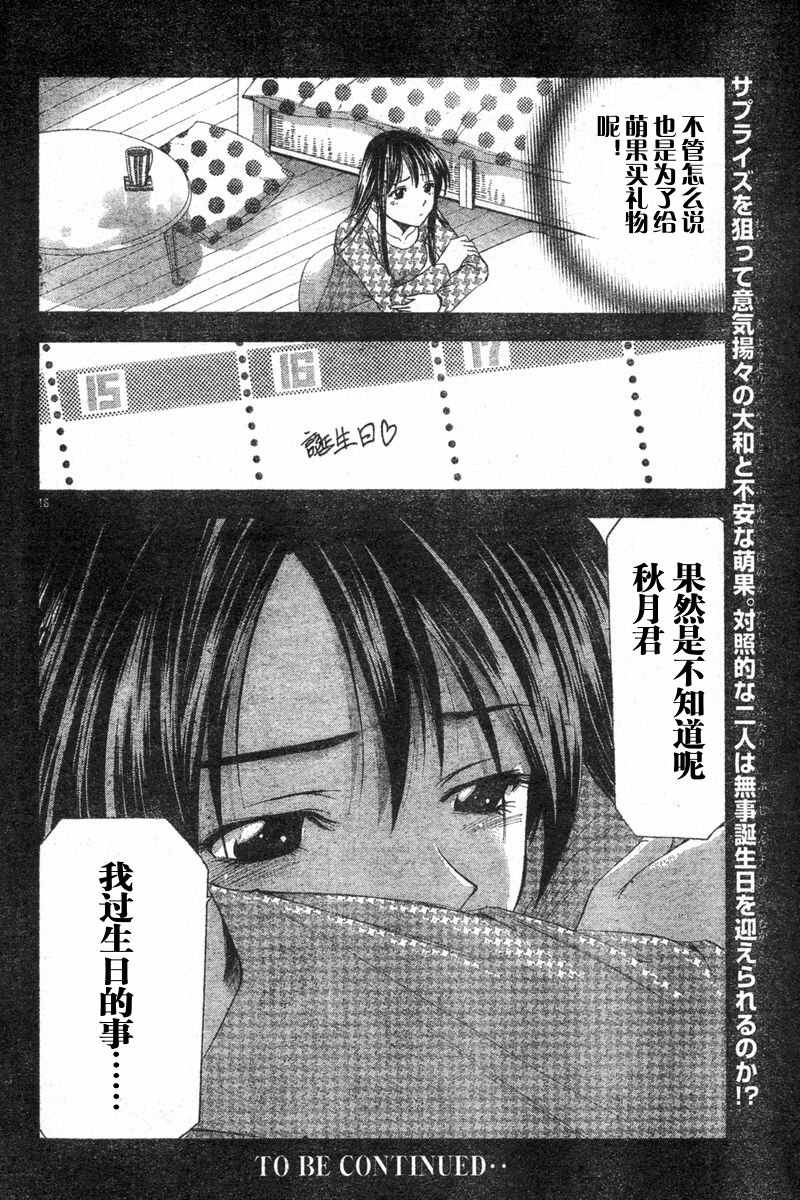 不管怎么说
也是为了给
萌果买礼物
呢！
15
16
17
誕生日♡
16
果然是不知道呢
秋月君
我过生日的事……
サプライズを狙って意気揚々の大和と不安な萌果。対照的な二人は無事誕生日を迎えられるのか!?
TO BE CONTINUED‥